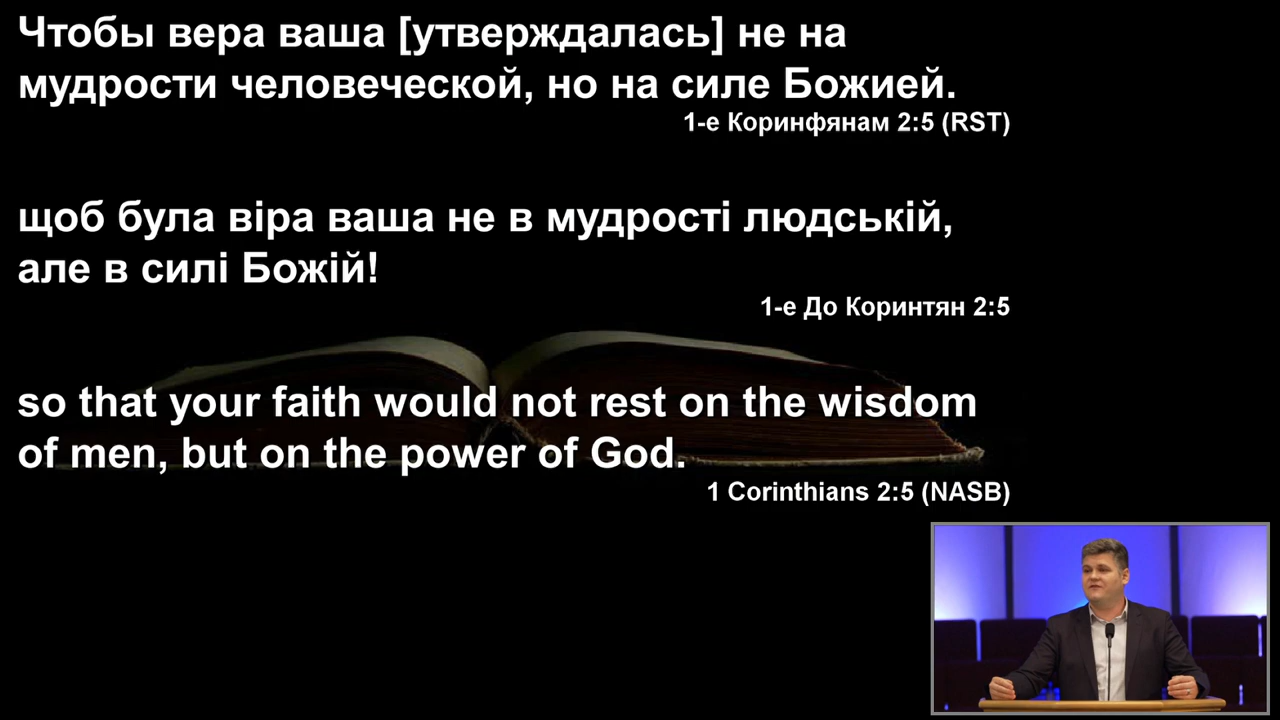 Чтобы вера ваша [утверждалась] не на
мудрости человеческой, но на силе Божией.
1-е Коринфянам 2:5 (RST)
щоб була віра ваша не в мудрості людській,
але в силі Божій!
1-е До Коринтян 2:5
so that your faith would not rest on the wisdom
of men, but on the power of God.
1 Corinthians 2:5 (NASB)